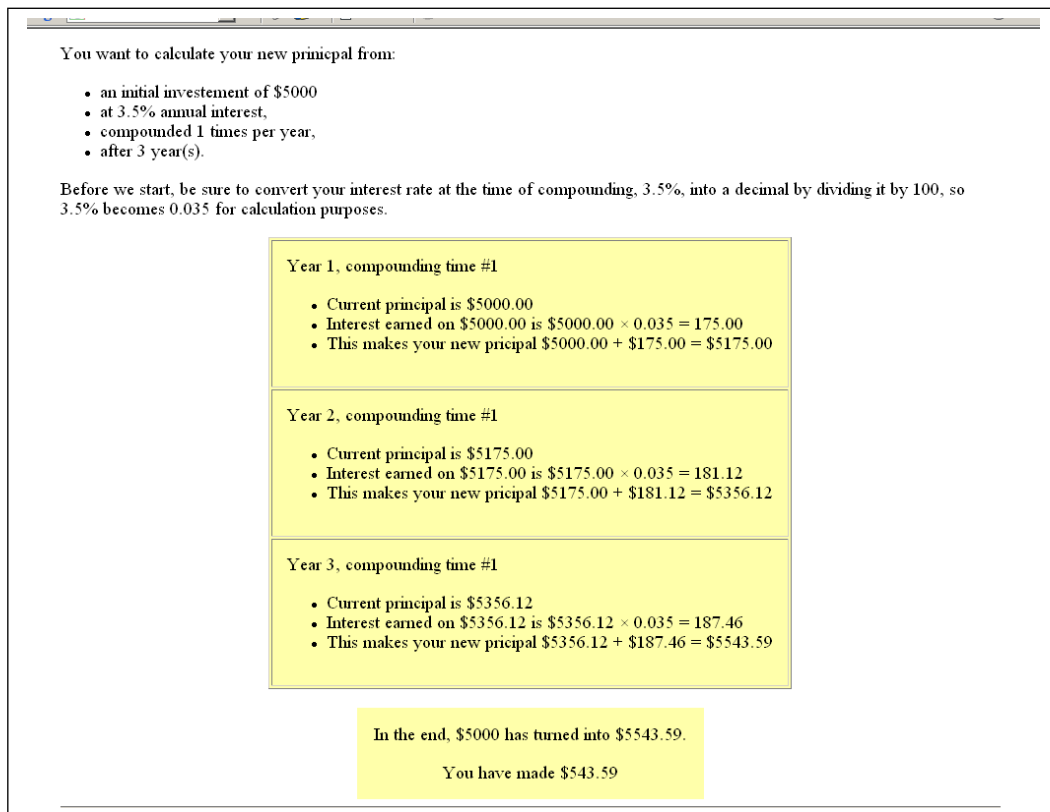 You want to calculate your new prinicpal from:
an initial investement of $5000
at 3.5% annual interest,
compounded 1 times per year,
after 3 year(s).
Before we start, be sure to convert your interest rate at the time of compounding, 3.5%, into a decimal by dividing it by 100, so
3.5% becomes 0.035 for calculation purposes.
Year 1, compounding time #1
Current principal is $5000.00
Interest earned on $5000.00 is $5000.00 × 0.035 = 175.00
This makes your new pricipal $5000.00 + $175.00 = $5175.00
Year 2, compounding time #1
Current principal is $5175.00
Interest earned on $5175.00 is $5175.00 × 0.035 = 181.12
This makes your new pricipal $5175.00 + $181.12 = $5356.12
Year 3, compounding time #1
Current principal is $5356.12
Interest earned on $5356.12 is $5356.12 × 0.035 = 187.46
This makes your new pricipal $5356.12 + $187.46 = $5543.59
In the end, $5000 has turned into $5543.59.
You have made $543.59